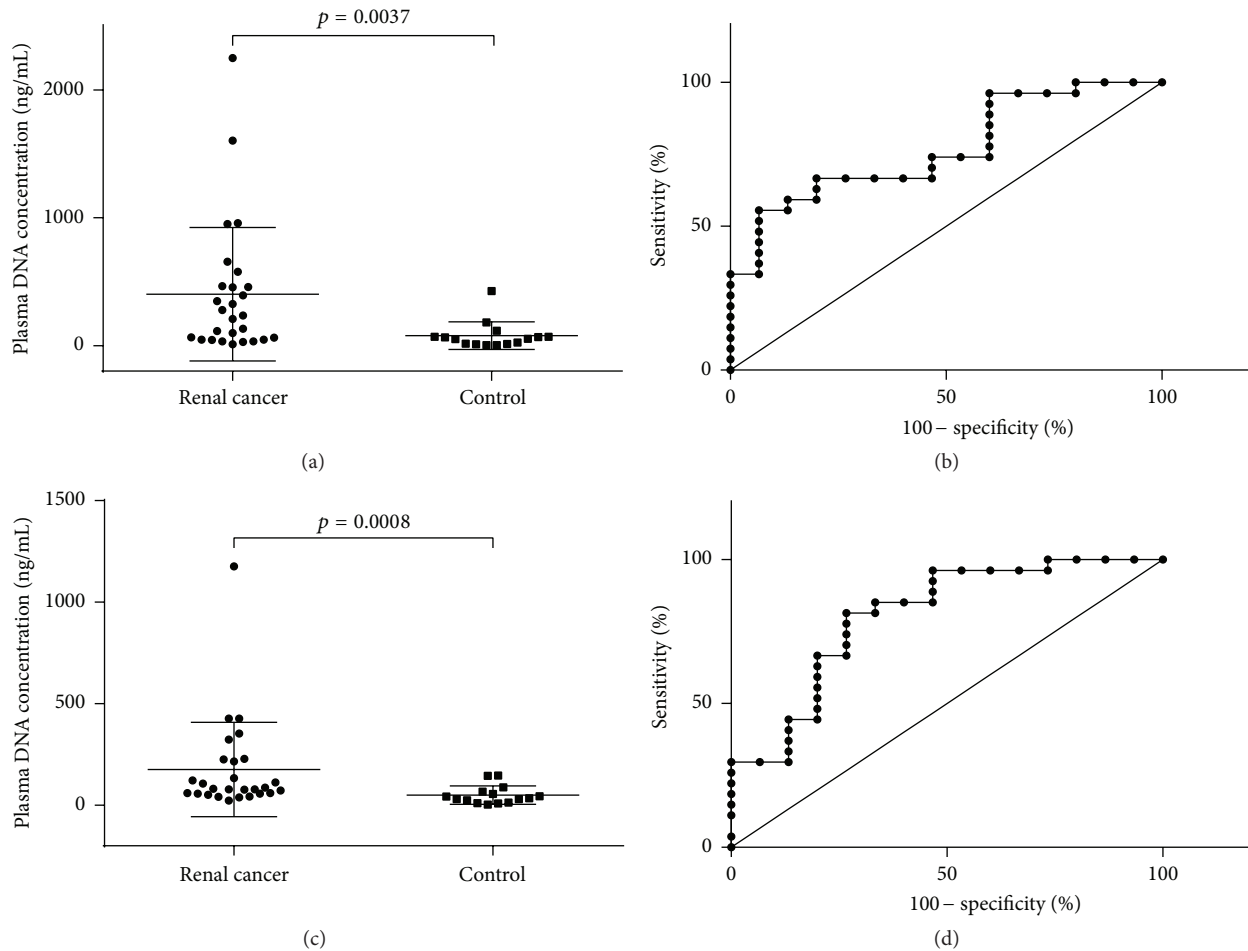 p = 0.0037
Plasma DNA concentration (ng/mL)
2000
1000
0
Renal cancer
Control
(a)
Sensitivity (%)
100
50
0
0
50
100
100 − specificity (%)
(b)
p = 0.0008
Plasma DNA concentration (ng/mL)
1500
1000
500
0
Renal cancer
Control
(c)
Sensitivity (%)
100
50
0
0
50
100
100 − specificity (%)
(d)